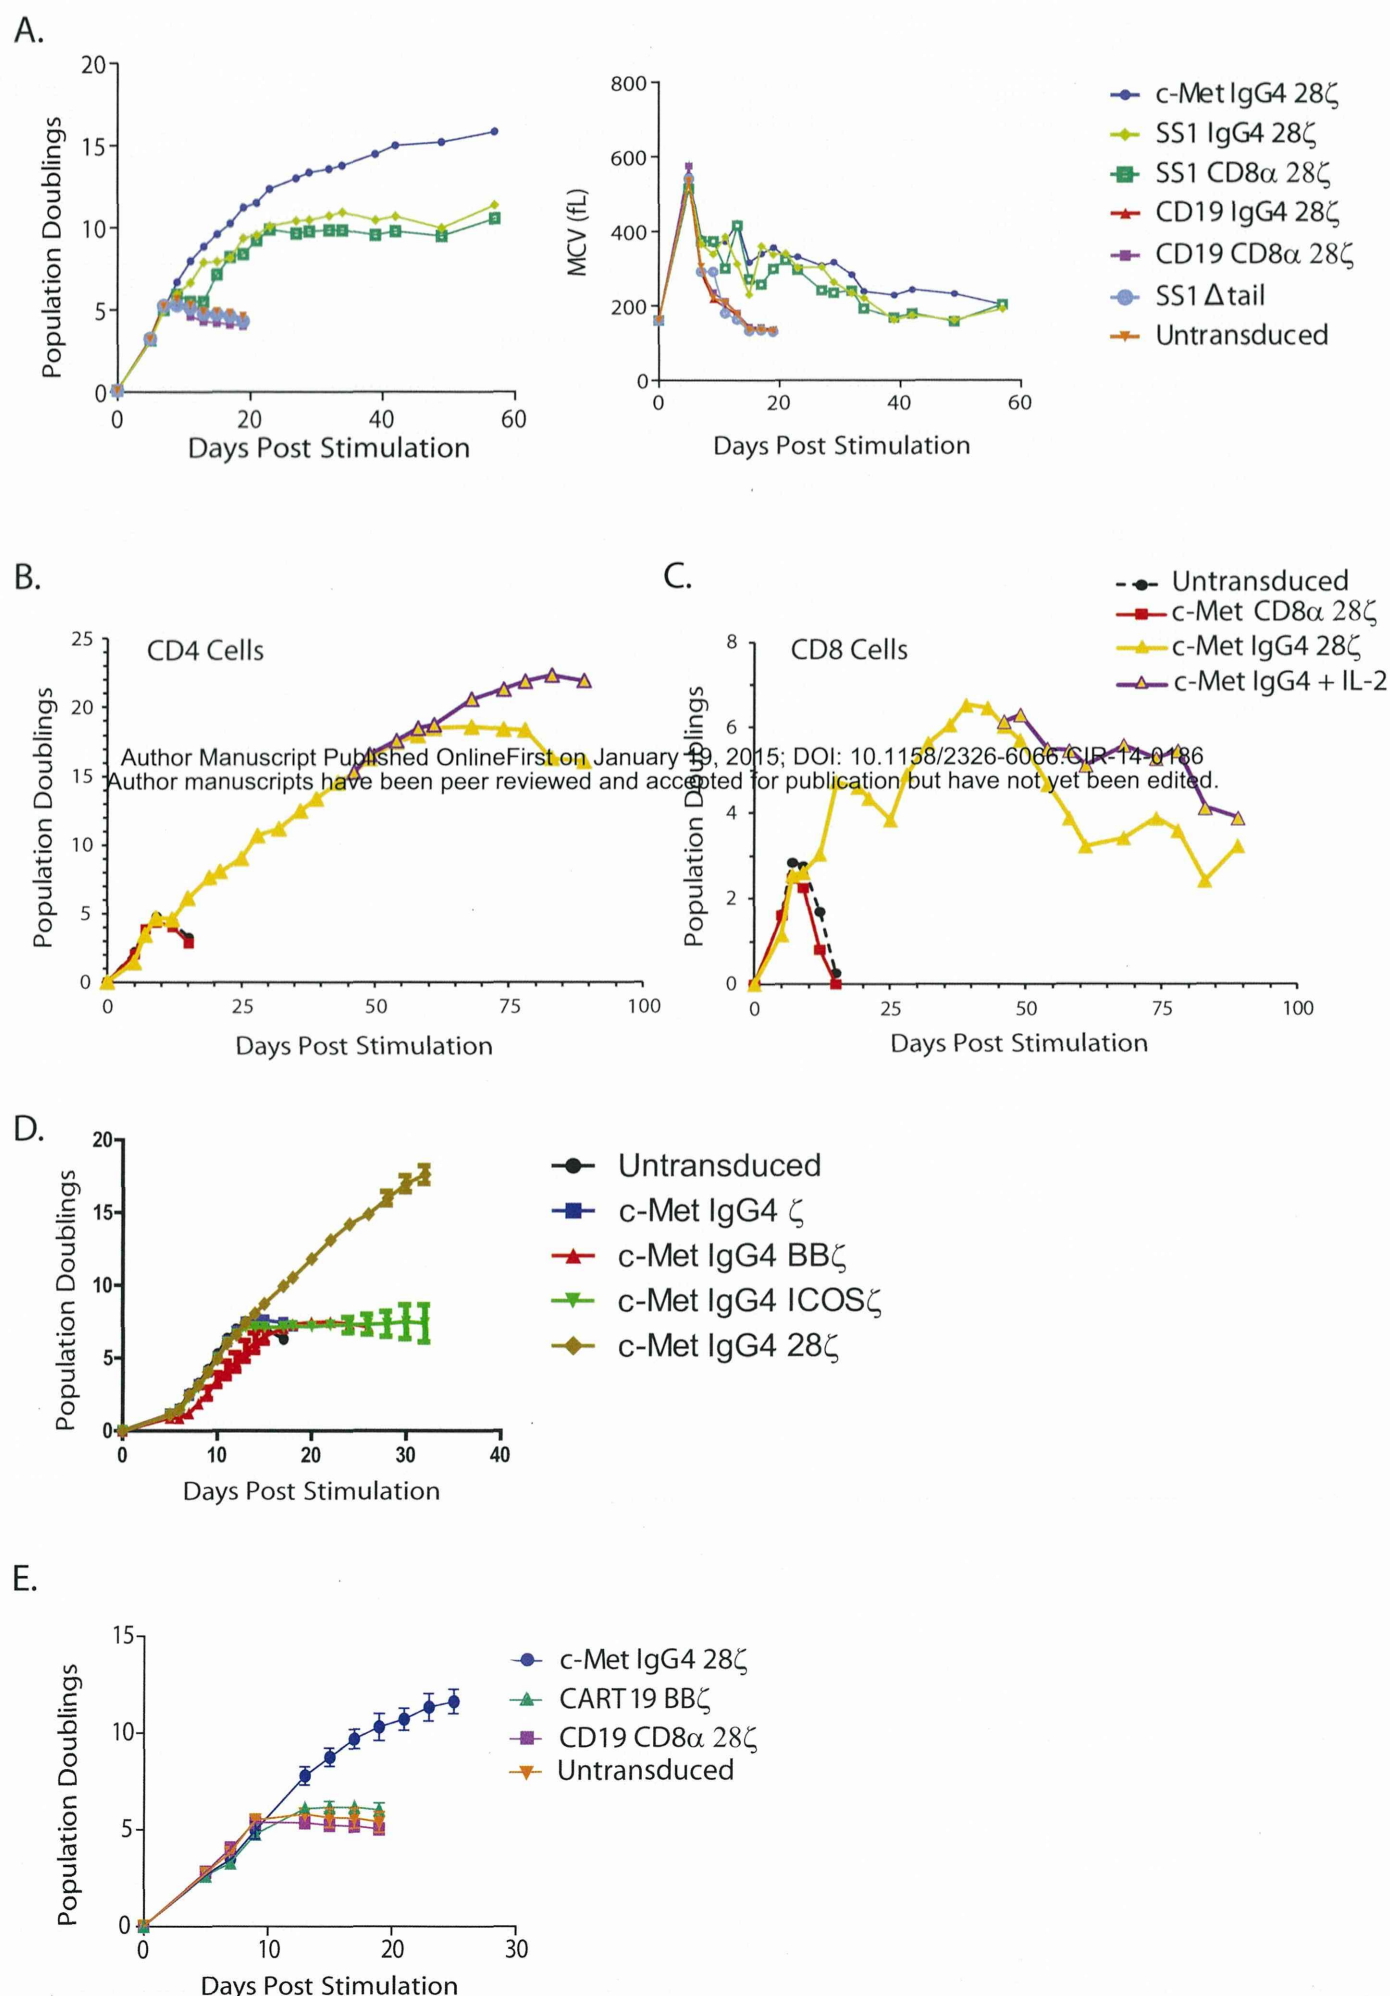 A.
20
15
10
5
0
0 20 40 60
Population Doublings
Days Post Stimulation
800
600
400
200
0
0 20 40 60
MCV (fL)
Days Post Stimulation
c-Met IgG4 28ζ
SS1 IgG4 28ζ
SS1 CD8α 28ζ
CD19 IgG4 28ζ
CD19 CD8α 28ζ
SS1 Δtail
Untransduced
B.
CD4 Cells
25
20
15
10
5
0
0 25 50 75 100
Population Doublings
Days Post Stimulation
C.
CD8 Cells
8
6
4
2
0
0 25 50 75 100
Population Doublings
Days Post Stimulation
Untransduced
c-Met CD8α 28ζ
c-Met IgG4 28ζ
c-Met IgG4 + IL-2
Author Manuscript Published OnlineFirst on January 19, 2015; DOI: 10.1158/2326-6066.CIR-14-0186
Author manuscripts have been peer reviewed and accepted for publication but have not yet been edited.
D.
20
15
10
5
0
0 10 20 30 40
Population Doublings
Days Post Stimulation
Untransduced
c-Met IgG4 ζ
c-Met IgG4 BBζ
c-Met IgG4 ICOSζ
c-Met IgG4 28ζ
E.
15
10
5
0
0 10 20 30
Population Doublings
Days Post Stimulation
c-Met IgG4 28ζ
CART19 BBζ
CD19 CD8α 28ζ
Untransduced